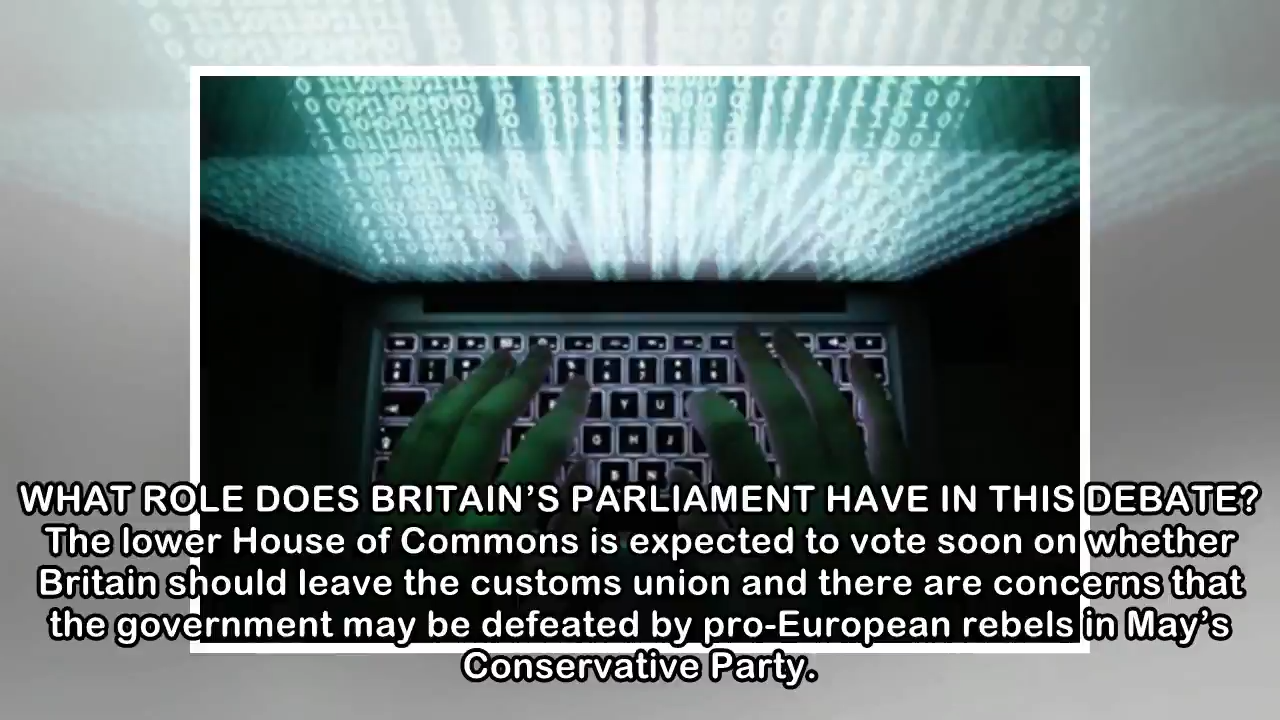 WHAT ROLE DOES BRITAIN’S PARLIAMENT HAVE IN THIS DEBATE?
The lower House of Commons is expected to vote soon on whether
Britain should leave the customs union and there are concerns that
the government may be defeated by pro-European rebels in May’s
Conservative Party.